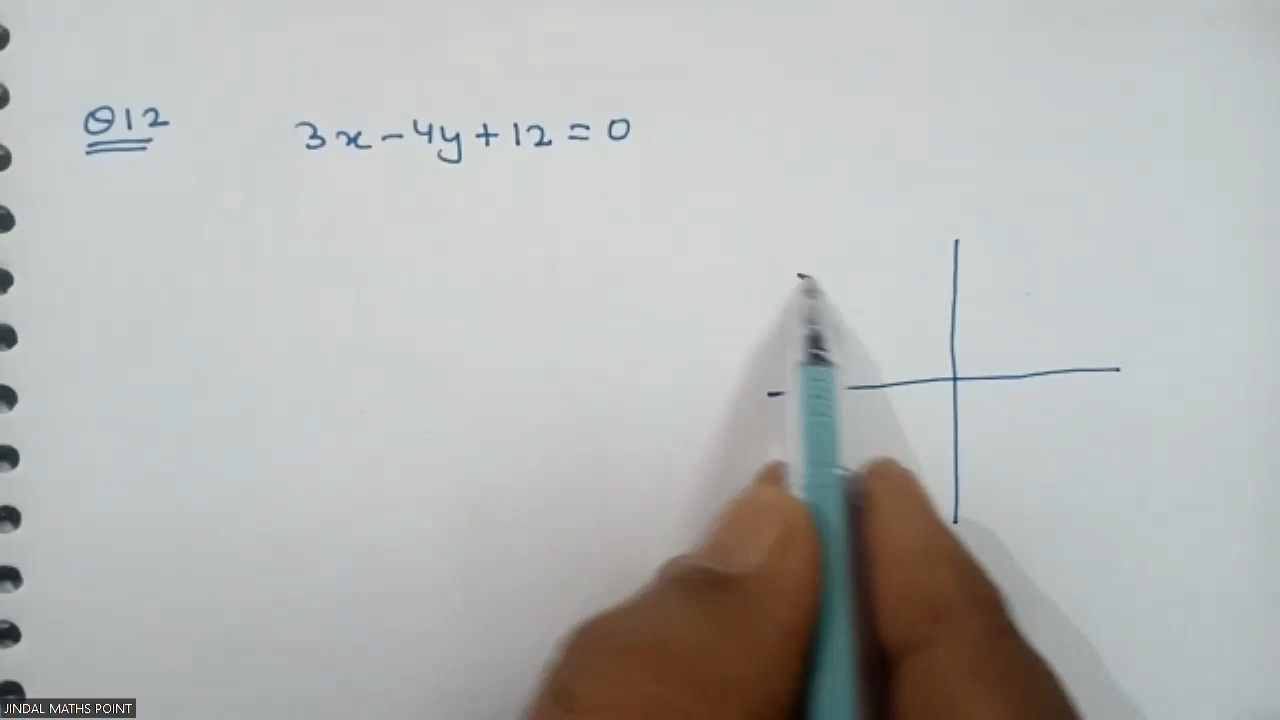 Q12 3x - 4y + 12 = 0
JINDAL MATHS POINT